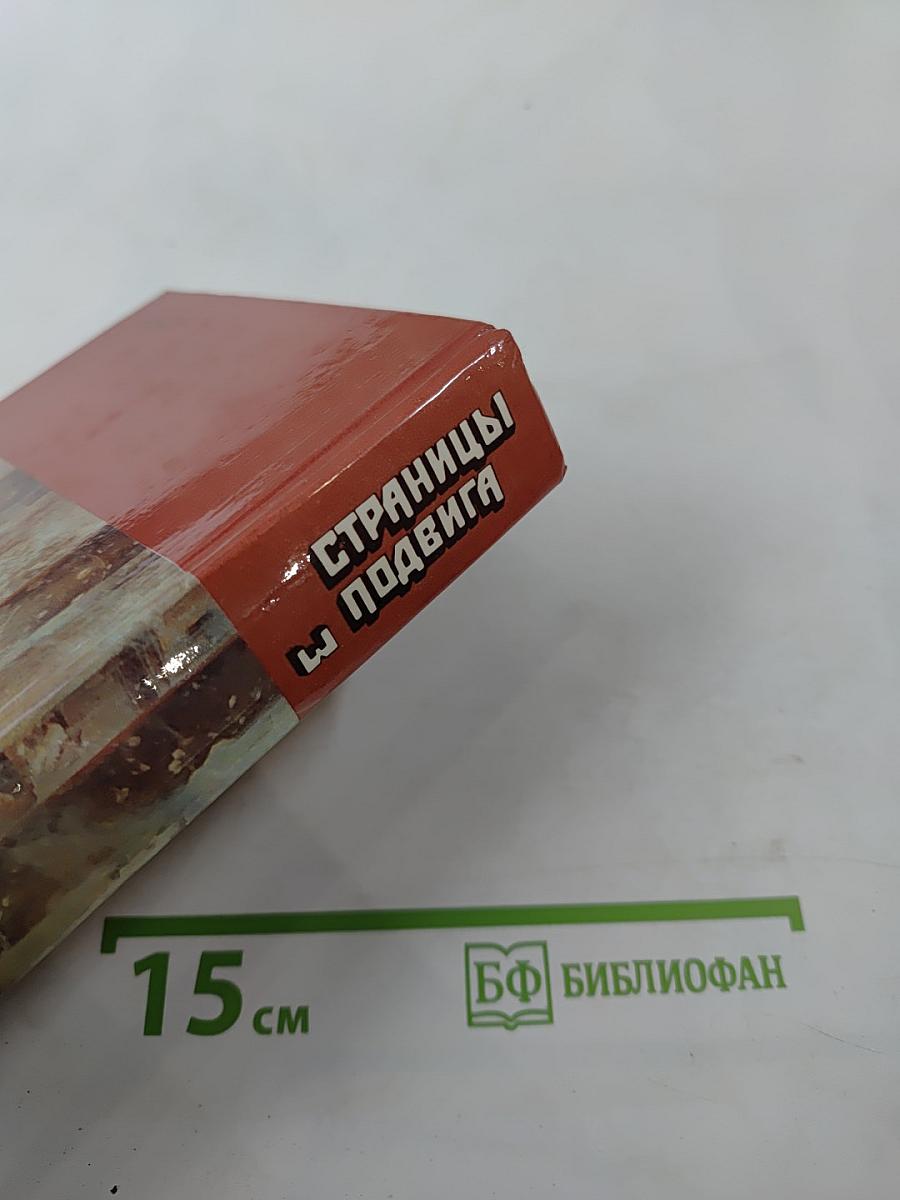 СТРАНИЦЫ
ПОДВИГА
3
15 см
БФ БИБЛИОФАН